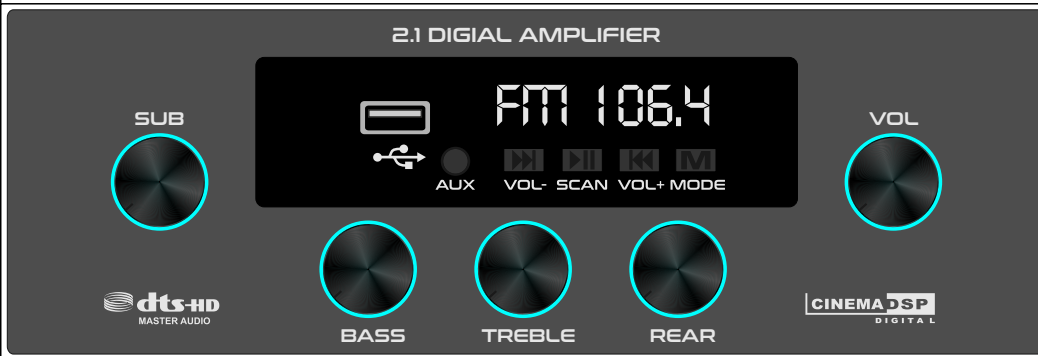 2.1 DIGIAL AMPLIFIER
SUB
FM 106.4
VOL
AUX
VOL- SCAN VOL+ MODE
M
dts-HD
MASTER AUDIO
CINEMA DSP
DIGITAL
BASS
TREBLE
REAR